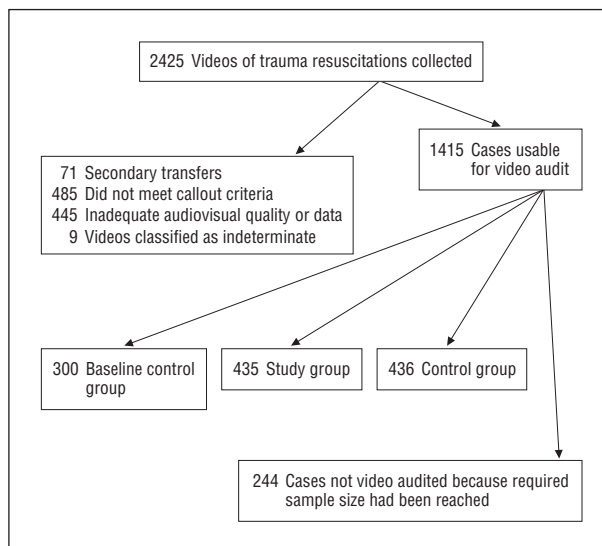 2425 Videos of trauma resuscitations collected
71 Secondary transfers
485 Did not meet callout criteria
445 Inadequate audiovisual quality or data
9 Videos classified as indeterminate
1415 Cases usable
for video audit
300 Baseline control
group
435 Study group
436 Control group
244 Cases not video audited because required
sample size had been reached